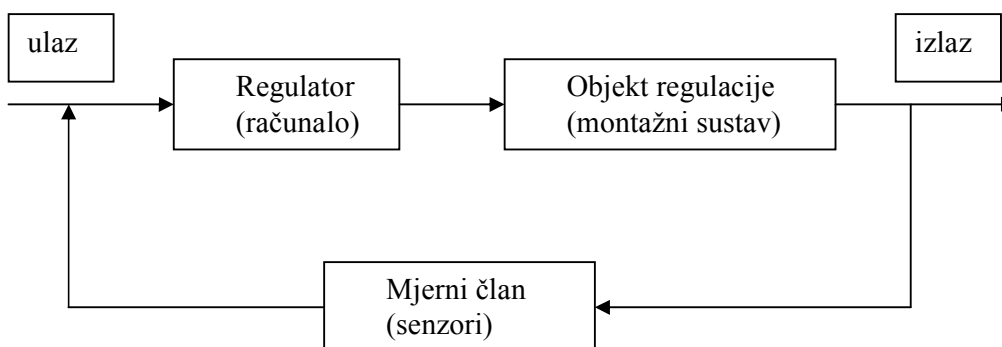 ulaz
izlaz
Regulator
(računalo)
Objekt regulacije
(montažni sustav)
Mjerni član
(senzori)